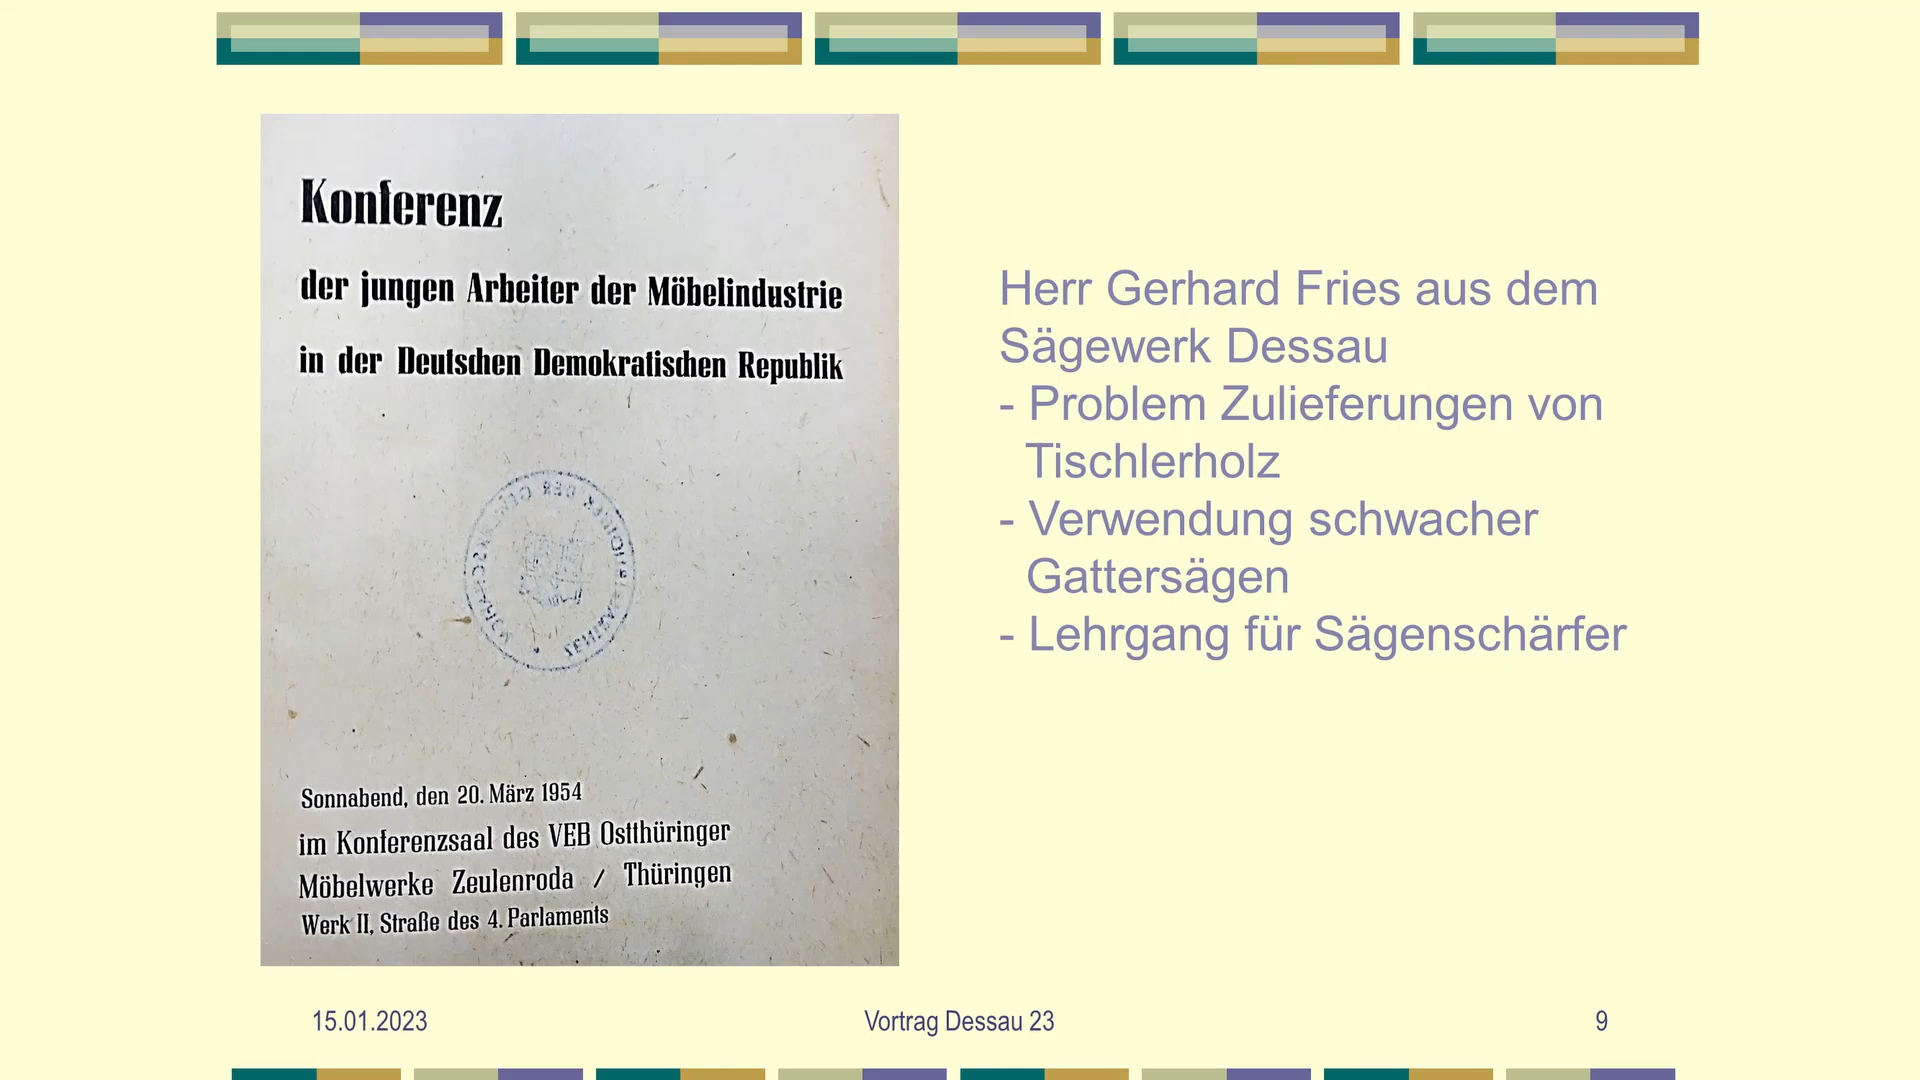 Konferenz
der jungen Arbeiter der Möbelindustrie
in der Deutschen Demokratischen Republik
Sonnabend, den 20. März 1954
im Konferenzsaal des VEB Ostthüringer
Möbelwerke Zeulenroda / Thüringen
Werk II, Straße des 4. Parlaments
Herr Gerhard Fries aus dem
Sägewerk Dessau
- Problem Zulieferungen von
Tischlerholz
- Verwendung schwacher
Gattersägen
- Lehrgang für Sägenschärfer
15.01.2023
Vortrag Dessau 23
9